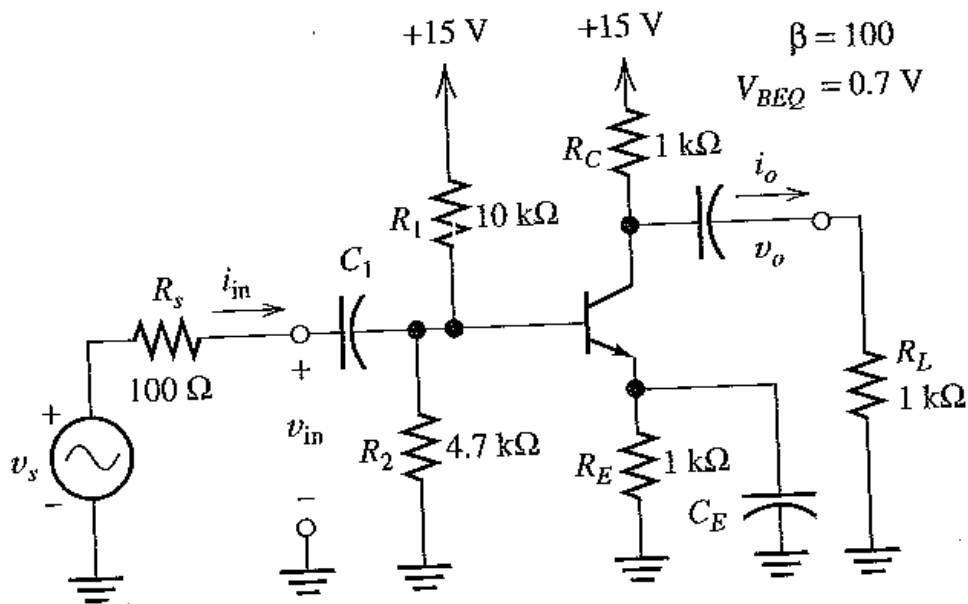 +15 V
+15 V
β = 100
V_BEQ = 0.7 V
R_C
1 kΩ
i_o
R_1
10 kΩ
v_o
C_1
R_s
i_in
100 Ω
+
+
R_L
1 kΩ
v_s
v_in
R_2
4.7 kΩ
R_E
1 kΩ
C_E
−
−